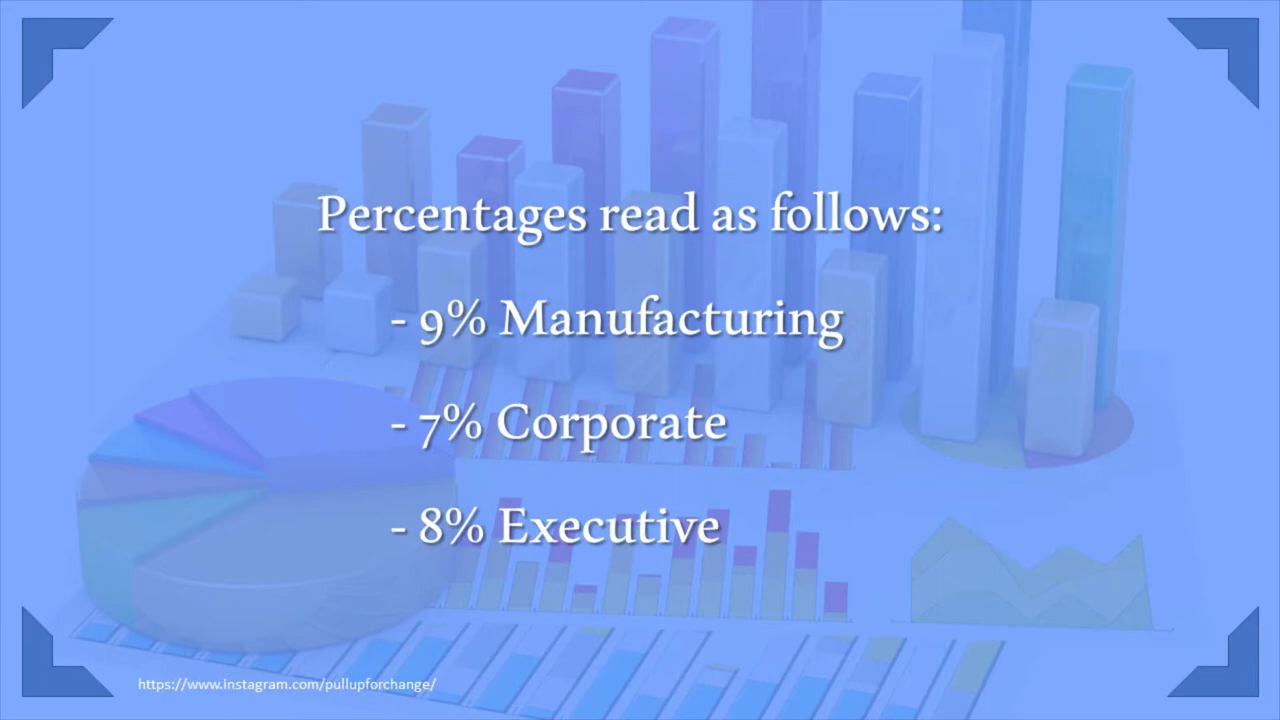 Percentages read as follows:
- 9% Manufacturing
- 7% Corporate
- 8% Executive
https://www.instagram.com/pullupforchange/